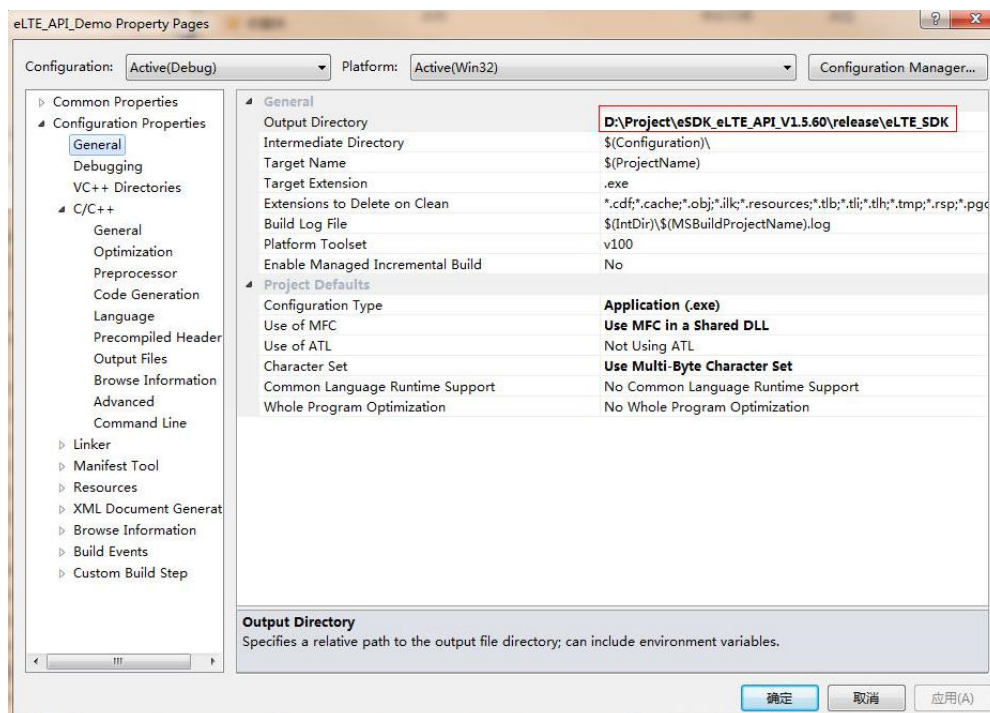 eLTE_API_Demo Property Pages
Configuration: Active(Debug) Platform: Active(Win32) Configuration Manager...
Common Properties
Configuration Properties
General
Debugging
VC++ Directories
C/C++
General
Optimization
Preprocessor
Code Generation
Language
Precompiled Header
Output Files
Browse Information
Advanced
Command Line
Linker
Manifest Tool
Resources
XML Document Generat
Browse Information
Build Events
Custom Build Step
General
Output Directory D:\Project\eSDK_eLTE_API_V1.5.60\release\eLTE_SDK
Intermediate Directory $(Configuration)\
Target Name $(ProjectName)
Target Extension .exe
Extensions to Delete on Clean *.cdf;*.cache;*.obj;*.ilk;*.resources;*.tlb;*.tli;*.tlh;*.tmp;*.rsp;*.pgc
Build Log File $(IntDir)\$(MSBuildProjectName).log
Platform Toolset v100
Enable Managed Incremental Build No
Project Defaults
Configuration Type Application (.exe)
Use of MFC Use MFC in a Shared DLL
Use of ATL Not Using ATL
Character Set Use Multi-Byte Character Set
Common Language Runtime Support No Common Language Runtime Support
Whole Program Optimization No Whole Program Optimization
Output Directory
Specifies a relative path to the output file directory; can include environment variables.
确定 取消 应用(A)